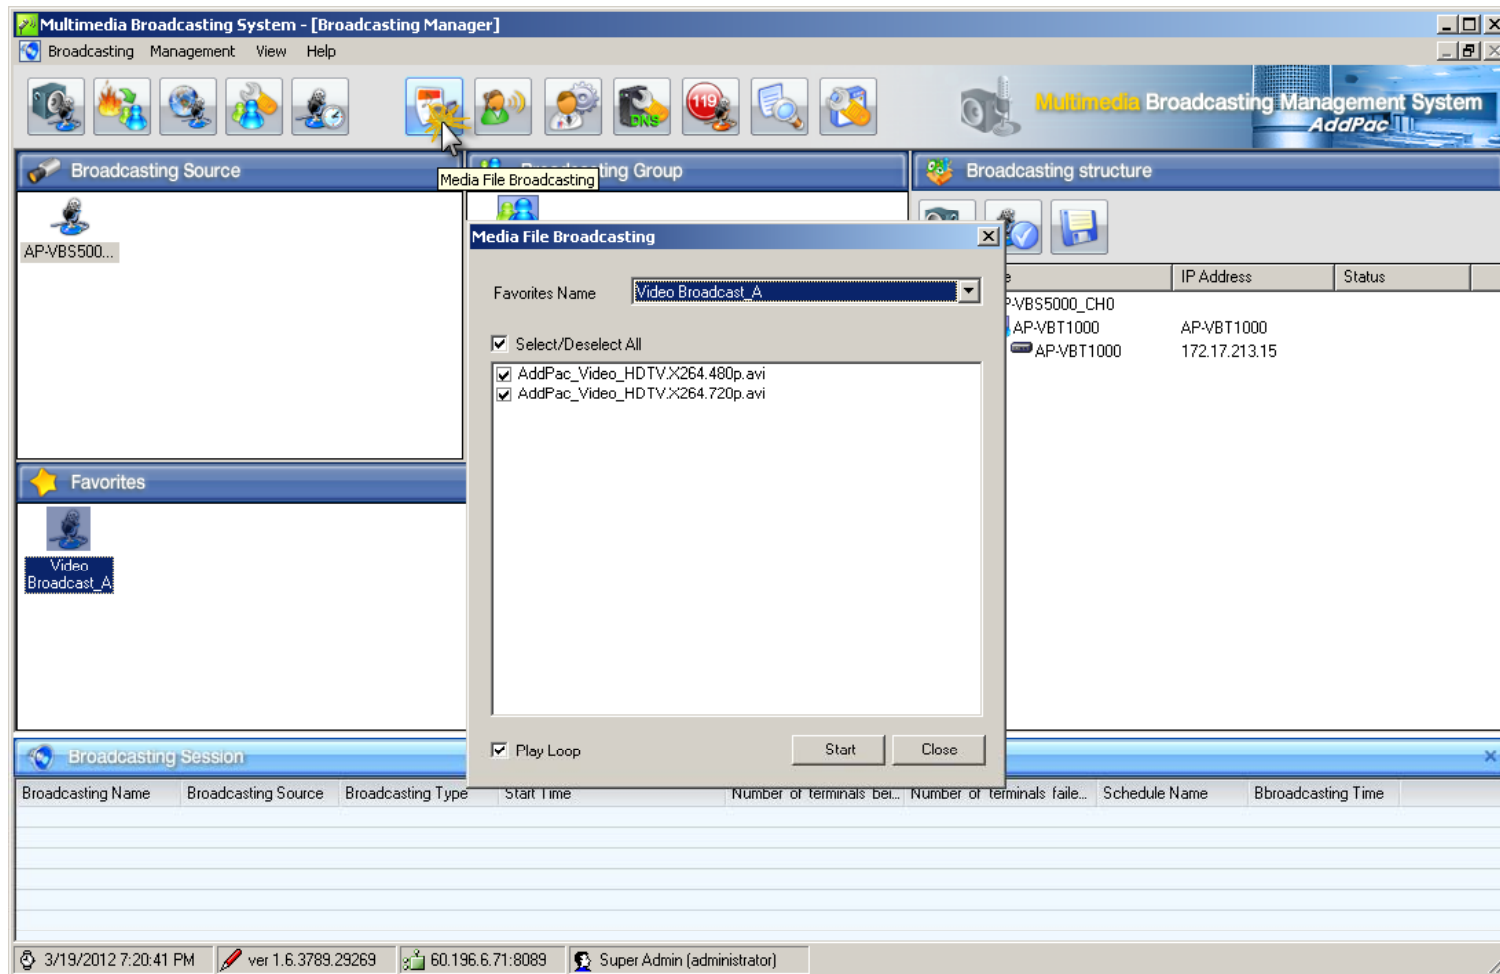 Multimedia Broadcasting System - [Broadcasting Manager]
Broadcasting Management View Help
DNS
119
Multimedia Broadcasting Management System
AddPac
Broadcasting Source
ting Group
Broadcasting structure
Media File Broadcasting
AP-VBS500...
Media File Broadcasting
Favorites Name Video Broadcast_A
Select/Deselect All
AddPac_Video_HDTV.X264.480p.avi
AddPac_Video_HDTV.X264.720p.avi
Play Loop
Start
Close
IP Address Status
P-VBS5000_CH0
AP-VBT1000 AP-VBT1000
AP-VBT1000 172.17.213.15
Favorites
Video
Broadcast_A
Broadcasting Session
Broadcasting Name Broadcasting Source Broadcasting Type Start Time Number of terminals bei... Number of terminals faile... Schedule Name Bbroadcasting Time
3/19/2012 7:20:41 PM ver 1.6.3789.29269 60.196.6.71:8089 Super Admin (administrator)